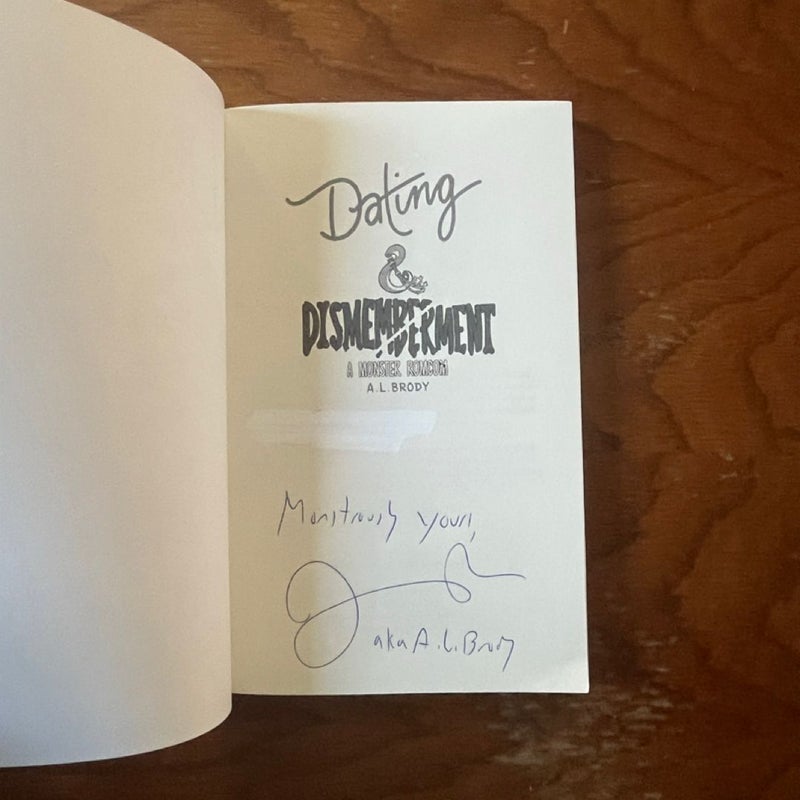 Dating
&
DISMEMBERMENT
A MONSTER ROMCOM
A.L. BRODY
Monstrously yours,
aka A.L. Brody